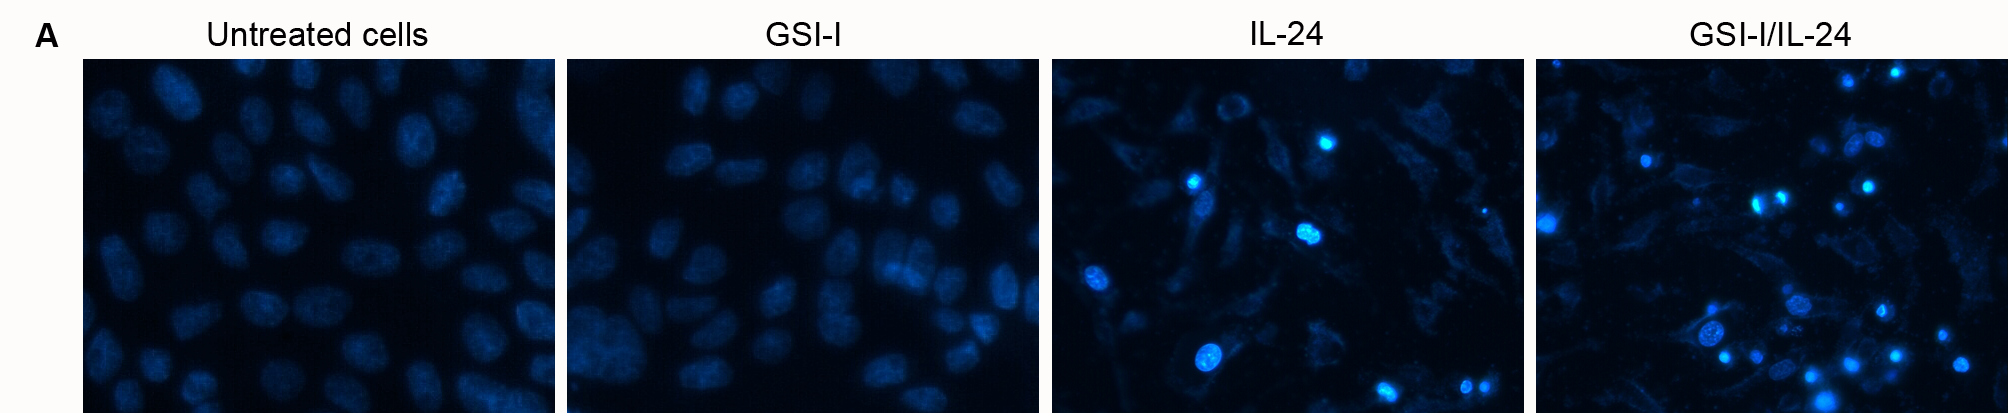 A
Untreated cells
GSI-I
IL-24
GSI-I/IL-24